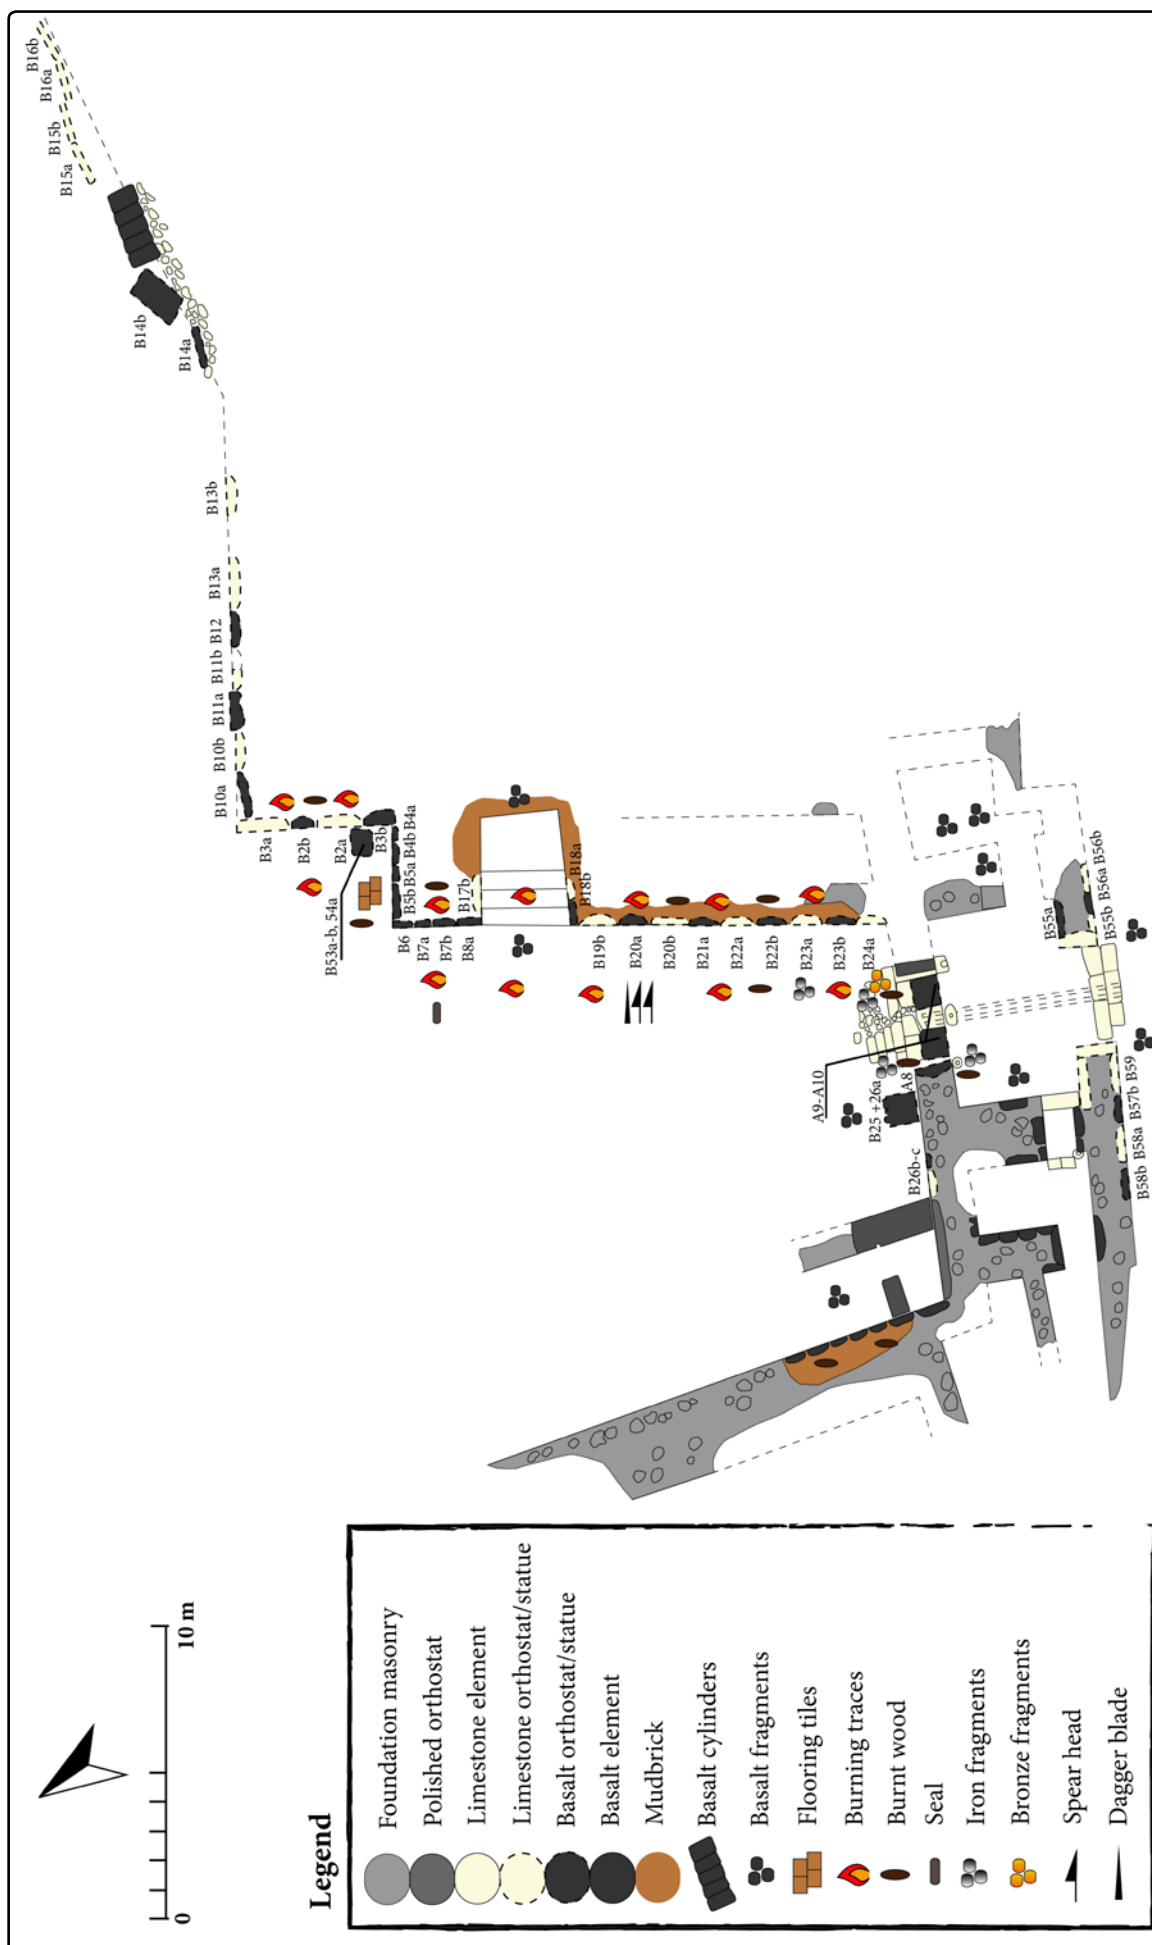 B16b
B16a
B15b
B15a
B14b
B14a
B13b
B13a
B12
B11b
B11a
B10b
B10a
B3a
B2b
B2a
B3b
B53a-b, 54a
B4a
B4b
B5a
B5b
B6
B7a
B7b
B8a
B17b
B18a
B18b
B19b
B20a
B20b
B21a
B22a
B22b
B23a
B23b
B24a
A9-A10
A8
B25 +26a
B26b-c
B55a
B55b
B56a
B56b
B59
B57b
B58a
B58b
0
10 m
Legend
Foundation masonry
Polished orthostat
Limestone element
Limestone orthostat/statue
Basalt orthostat/statue
Basalt element
Mudbrick
Basalt cylinders
Basalt fragments
Flooring tiles
Burning traces
Burnt wood
Seal
Iron fragments
Bronze fragments
Spear head
Dagger blade